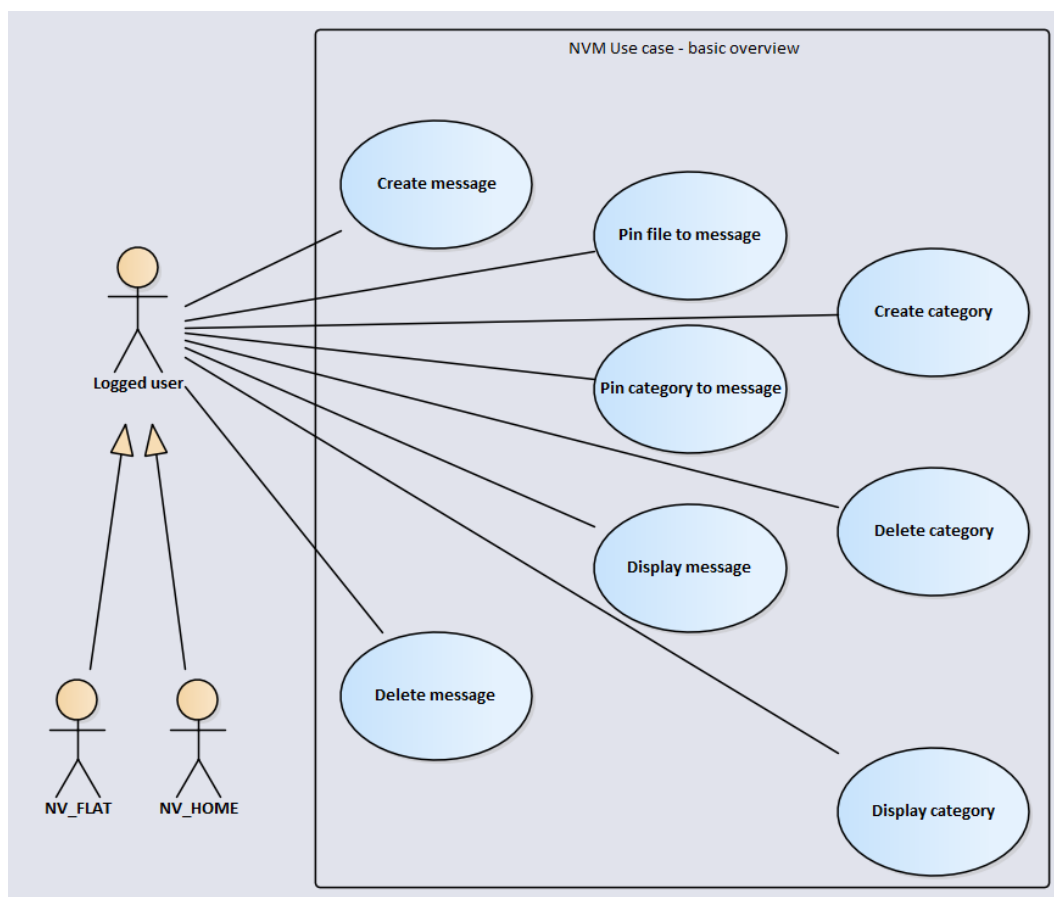 NVM Use case - basic overview
Create message
Pin file to message
Create category
Logged user
Pin category to message
Delete category
Display message
Delete message
NV_FLAT
NV_HOME
Display category